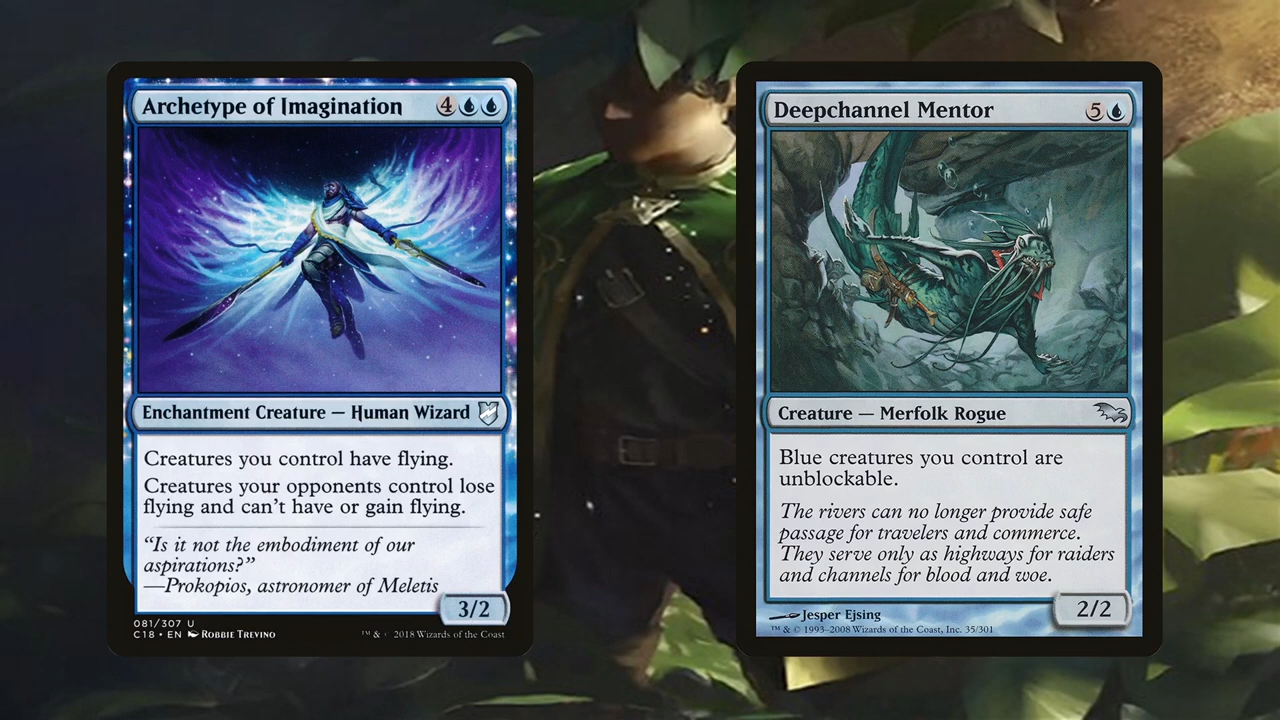 Archetype of Imagination 4
Enchantment Creature — Human Wizard
Creatures you control have flying.
Creatures your opponents control lose
flying and can't have or gain flying.
“Is it not the embodiment of our
aspirations?”
—Prokopios, astronomer of Meletis
3/2
081/307 U
C18 • EN Robbie Trevino
™ & © 2018 Wizards of the Coast
Deepchannel Mentor 5
Creature — Merfolk Rogue
Blue creatures you control are
unblockable.
The rivers can no longer provide safe
passage for travelers and commerce.
They serve only as highways for raiders
and channels for blood and woe.
2/2
Jesper Ejsing
™ & © 1993–2008 Wizards of the Coast, Inc. 35/301